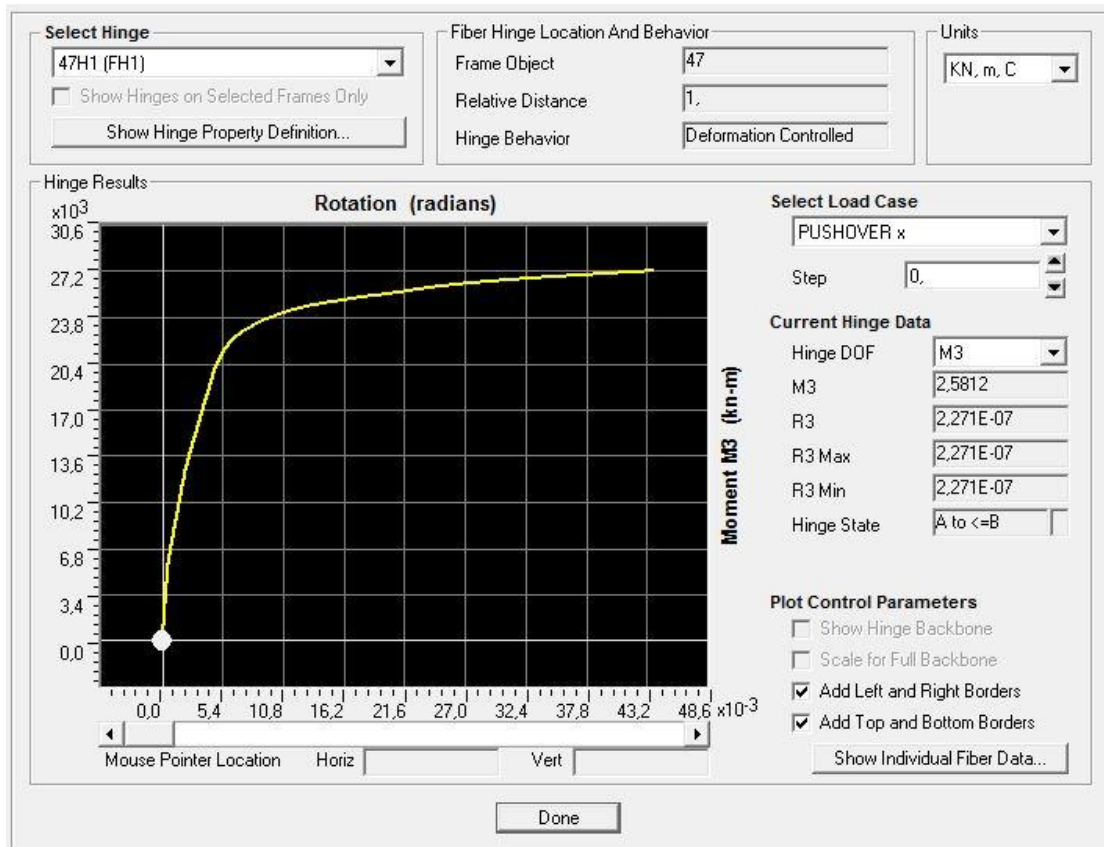 Select Hinge
47H1 (FH1)
Show Hinges on Selected Frames Only
Show Hinge Property Definition...
Fiber Hinge Location And Behavior
Frame Object 47
Relative Distance 1,
Hinge Behavior Deformation Controlled
Units
KN, m, C
Hinge Results
x10³ Rotation (radians)
30,6
27,2
23,8
20,4
17,0
13,6
10,2
6,8
3,4
0,0
0,0 5,4 10,8 16,2 21,6 27,0 32,4 37,8 43,2 48,6 x10⁻³
Moment M3 (kn-m)
Mouse Pointer Location Horiz Vert
Select Load Case
PUSHOVER x
Step 0,
Current Hinge Data
Hinge DOF M3
M3 2,5812
R3 2,271E-07
R3 Max 2,271E-07
R3 Min 2,271E-07
Hinge State A to <=B
Plot Control Parameters
Show Hinge Backbone
Scale for Full Backbone
Add Left and Right Borders
Add Top and Bottom Borders
Show Individual Fiber Data...
Done